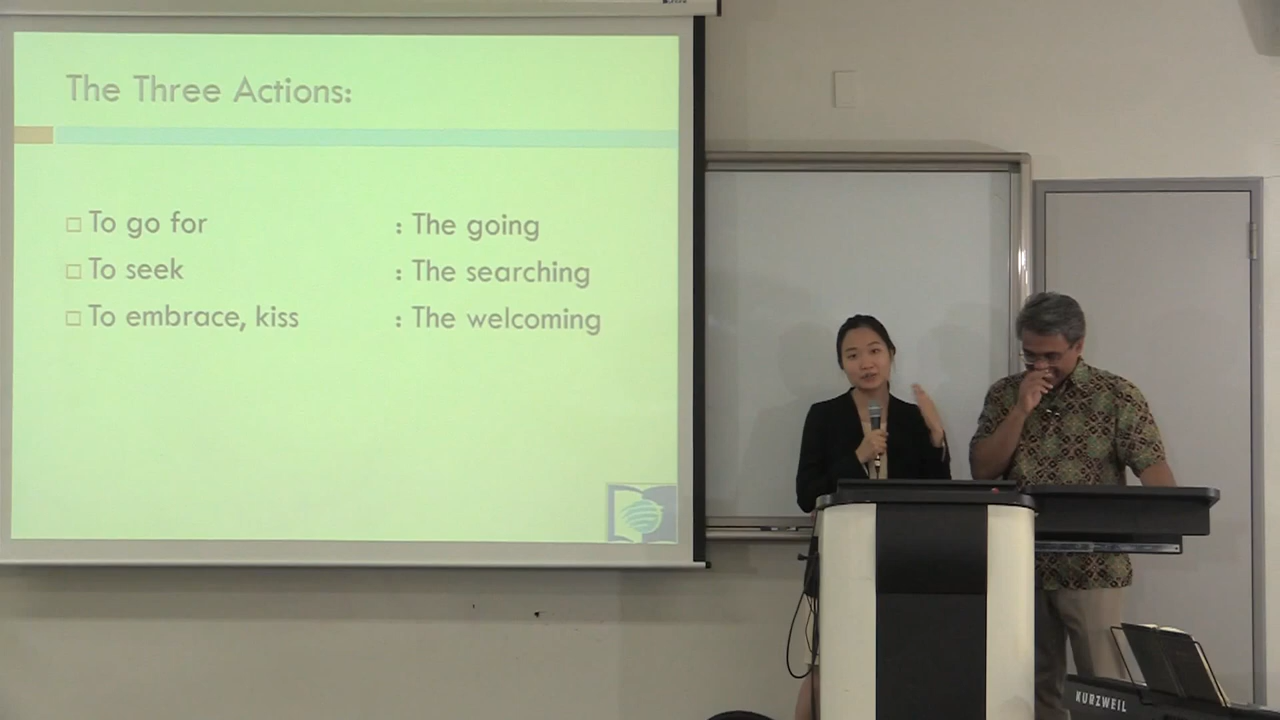 The Three Actions:
To go for : The going
To seek : The searching
To embrace, kiss : The welcoming
KURZWEIL